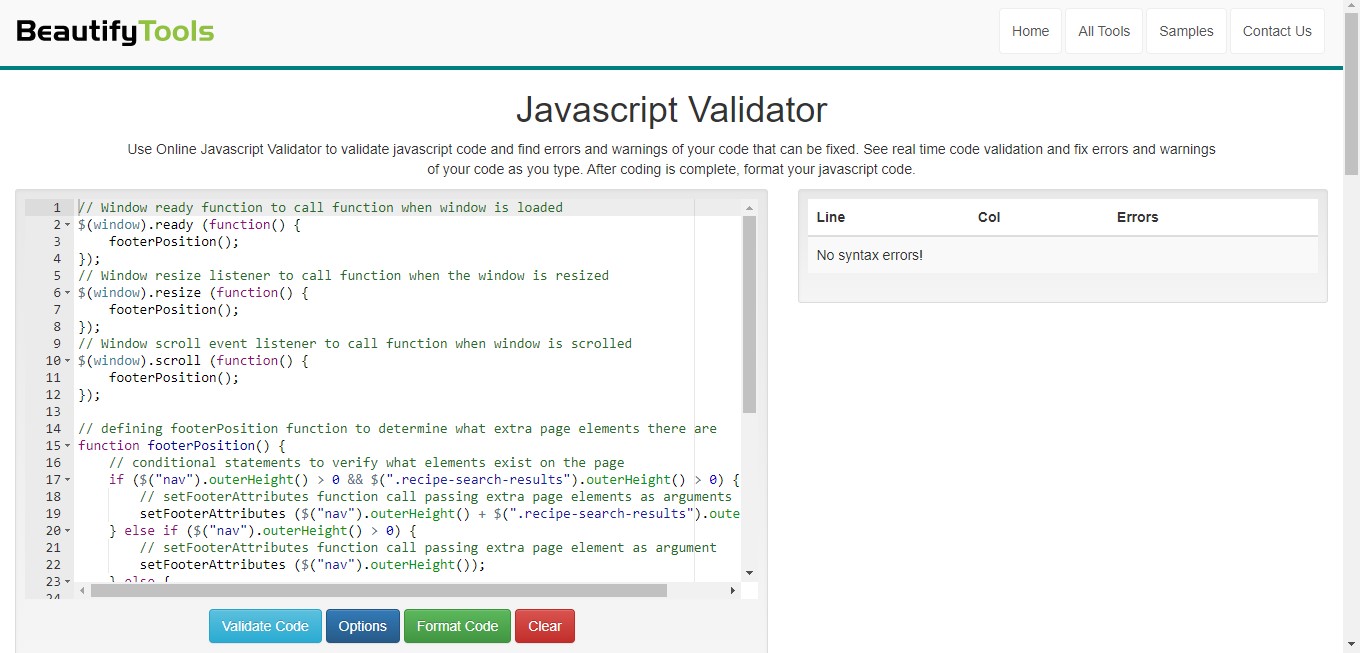 BeautifyTools
Home All Tools Samples Contact Us
Javascript Validator
Use Online Javascript Validator to validate javascript code and find errors and warnings of your code that can be fixed. See real time code validation and fix errors and warnings
of your code as you type. After coding is complete, format your javascript code.
1 // Window ready function to call function when window is loaded
2 $(window).ready (function() {
3     footerPosition();
4 });
5 // Window resize listener to call function when the window is resized
6 $(window).resize (function() {
7     footerPosition();
8 });
9 // Window scroll event listener to call function when window is scrolled
10 $(window).scroll (function() {
11     footerPosition();
12 });
13
14 // defining footerPosition function to determine what extra page elements there are
15 function footerPosition() {
16     // conditional statements to verify what elements exist on the page
17     if ($("nav").outerHeight() > 0 && $(".recipe-search-results").outerHeight() > 0) {
18         // setFooterAttributes function call passing extra page elements as arguments
19         setFooterAttributes ($("nav").outerHeight() + $(".recipe-search-results").oute
20     } else if ($("nav").outerHeight() > 0) {
21         // setFooterAttributes function call passing extra page element as argument
22         setFooterAttributes ($("nav").outerHeight());
23     } else {
24
Validate Code Options Format Code Clear
Line Col Errors
No syntax errors!